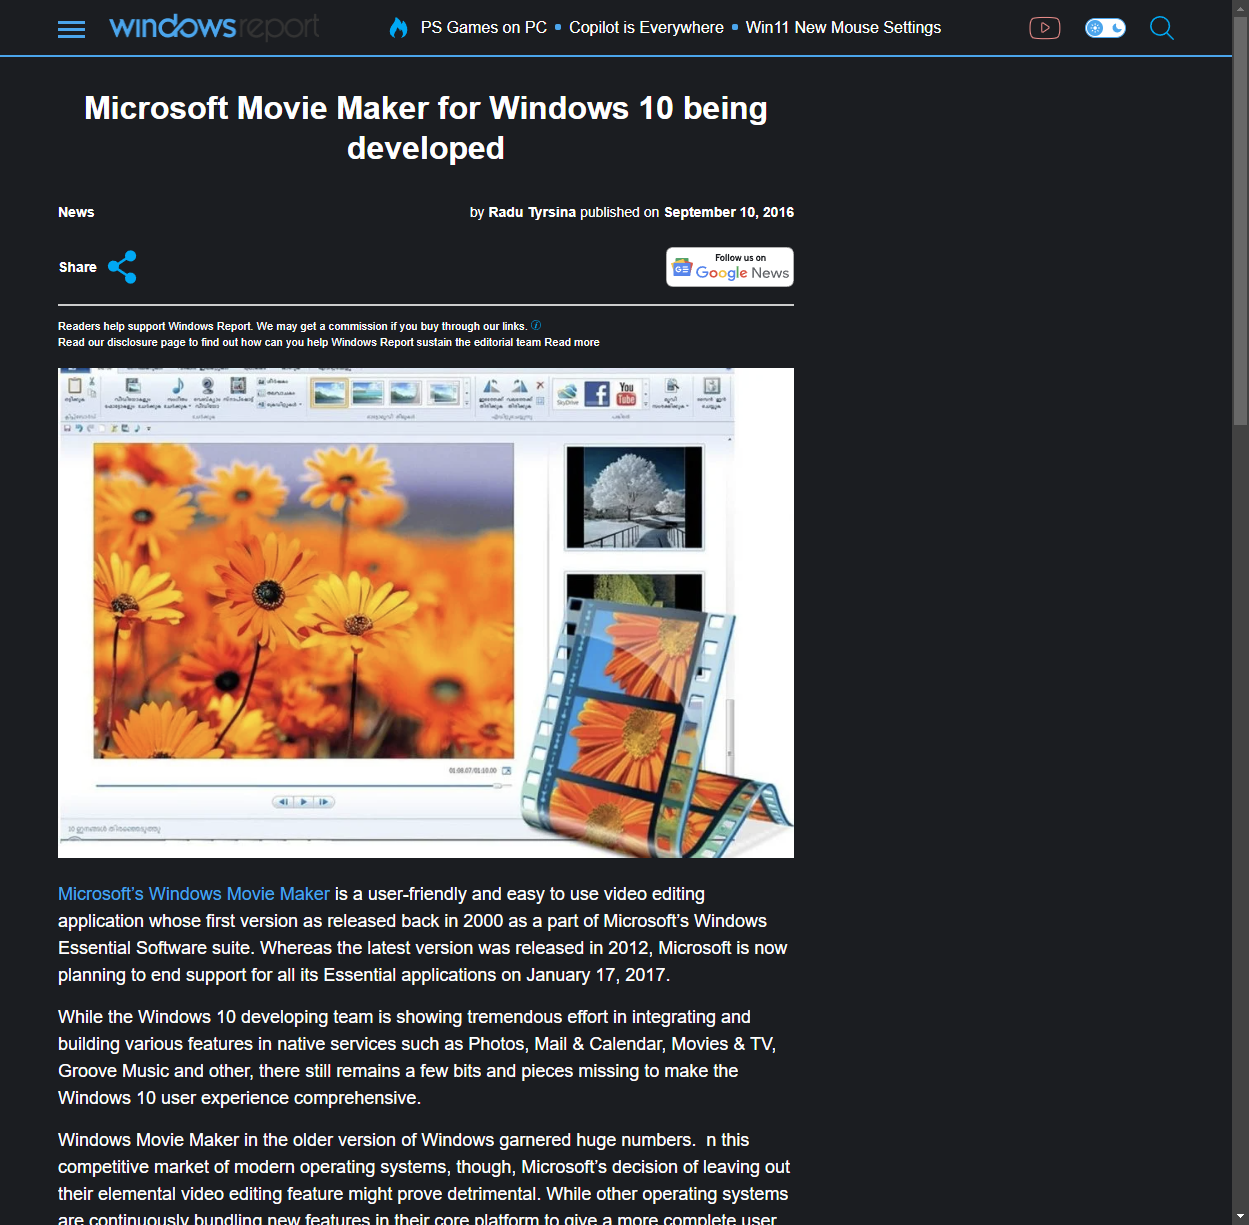 windowsreport
PS Games on PC • Copilot is Everywhere • Win11 New Mouse Settings
Microsoft Movie Maker for Windows 10 being
developed
News
by Radu Tyrsina published on September 10, 2016
Share
Follow us on
Google News
Readers help support Windows Report. We may get a commission if you buy through our links.
Read our disclosure page to find out how can you help Windows Report sustain the editorial team Read more
SkyDrive
You
Tube
Microsoft’s Windows Movie Maker is a user-friendly and easy to use video editing
application whose first version as released back in 2000 as a part of Microsoft’s Windows
Essential Software suite. Whereas the latest version was released in 2012, Microsoft is now
planning to end support for all its Essential applications on January 17, 2017.
While the Windows 10 developing team is showing tremendous effort in integrating and
building various features in native services such as Photos, Mail & Calendar, Movies & TV,
Groove Music and other, there still remains a few bits and pieces missing to make the
Windows 10 user experience comprehensive.
Windows Movie Maker in the older version of Windows garnered huge numbers.  n this
competitive market of modern operating systems, though, Microsoft’s decision of leaving out
their elemental video editing feature might prove detrimental. While other operating systems
are continuously bundling new features in their core platform to give a more complete user